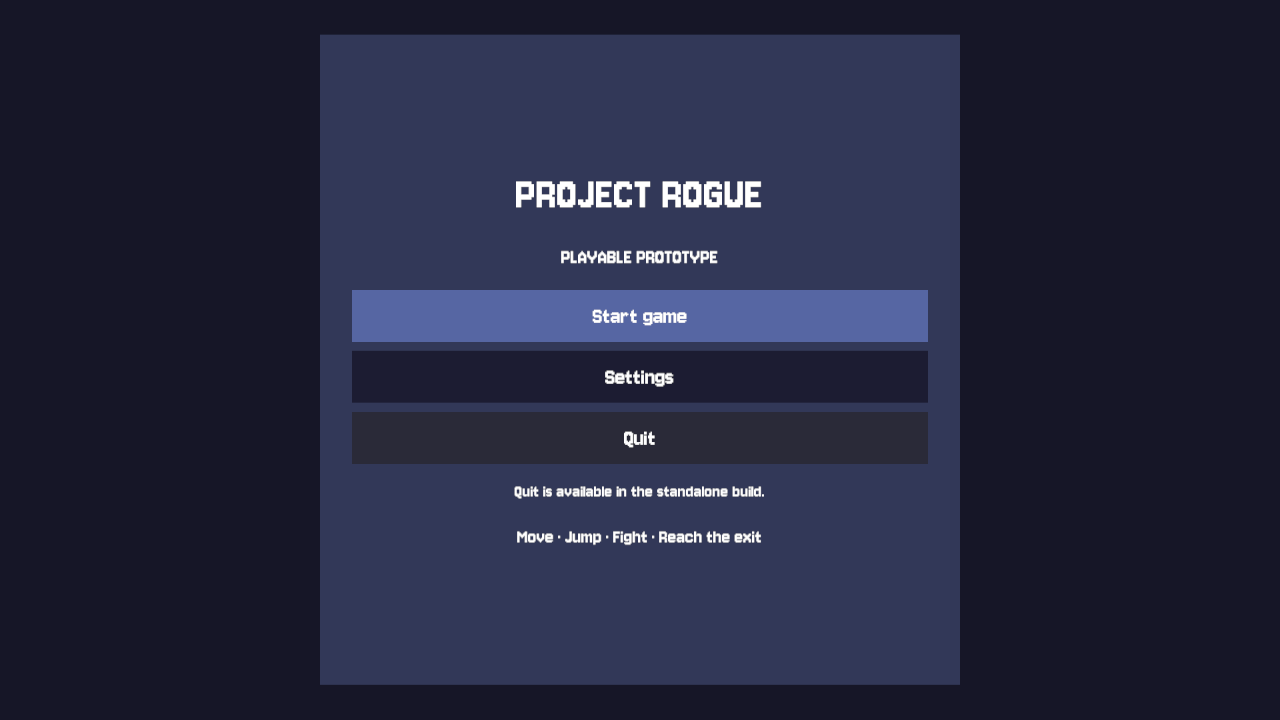 PROJECT ROGUE
PLAYABLE PROTOTYPE
Start game
Settings
Quit
Quit is available in the standalone build.
Move · Jump · Fight · Reach the exit